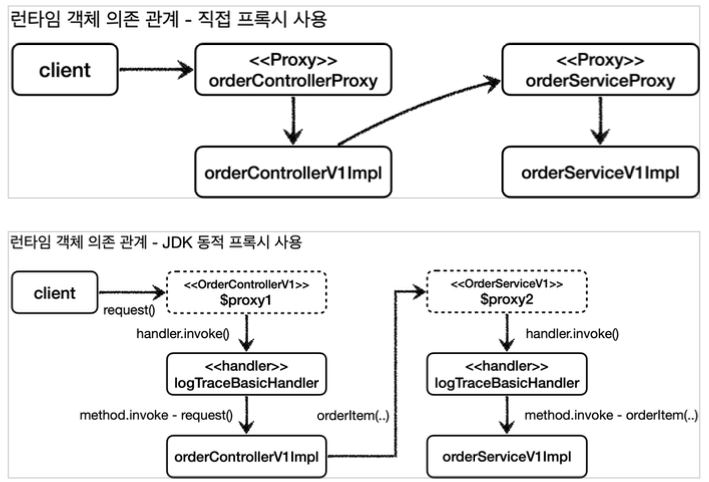 런타임 객체 의존 관계 - 직접 프록시 사용
client
<<Proxy>>
orderControllerProxy
<<Proxy>>
orderServiceProxy
orderControllerV1Impl
orderServiceV1Impl
런타임 객체 의존 관계 - JDK 동적 프록시 사용
client
request()
<<OrderControllerV1>>
$proxy1
<<OrderServiceV1>>
$proxy2
handler.invoke()
handler.invoke()
<<handler>>
logTraceBasicHandler
<<handler>>
logTraceBasicHandler
method.invoke - request()
orderItem(..)
method.invoke - orderItem(..)
orderControllerV1Impl
orderServiceV1Impl